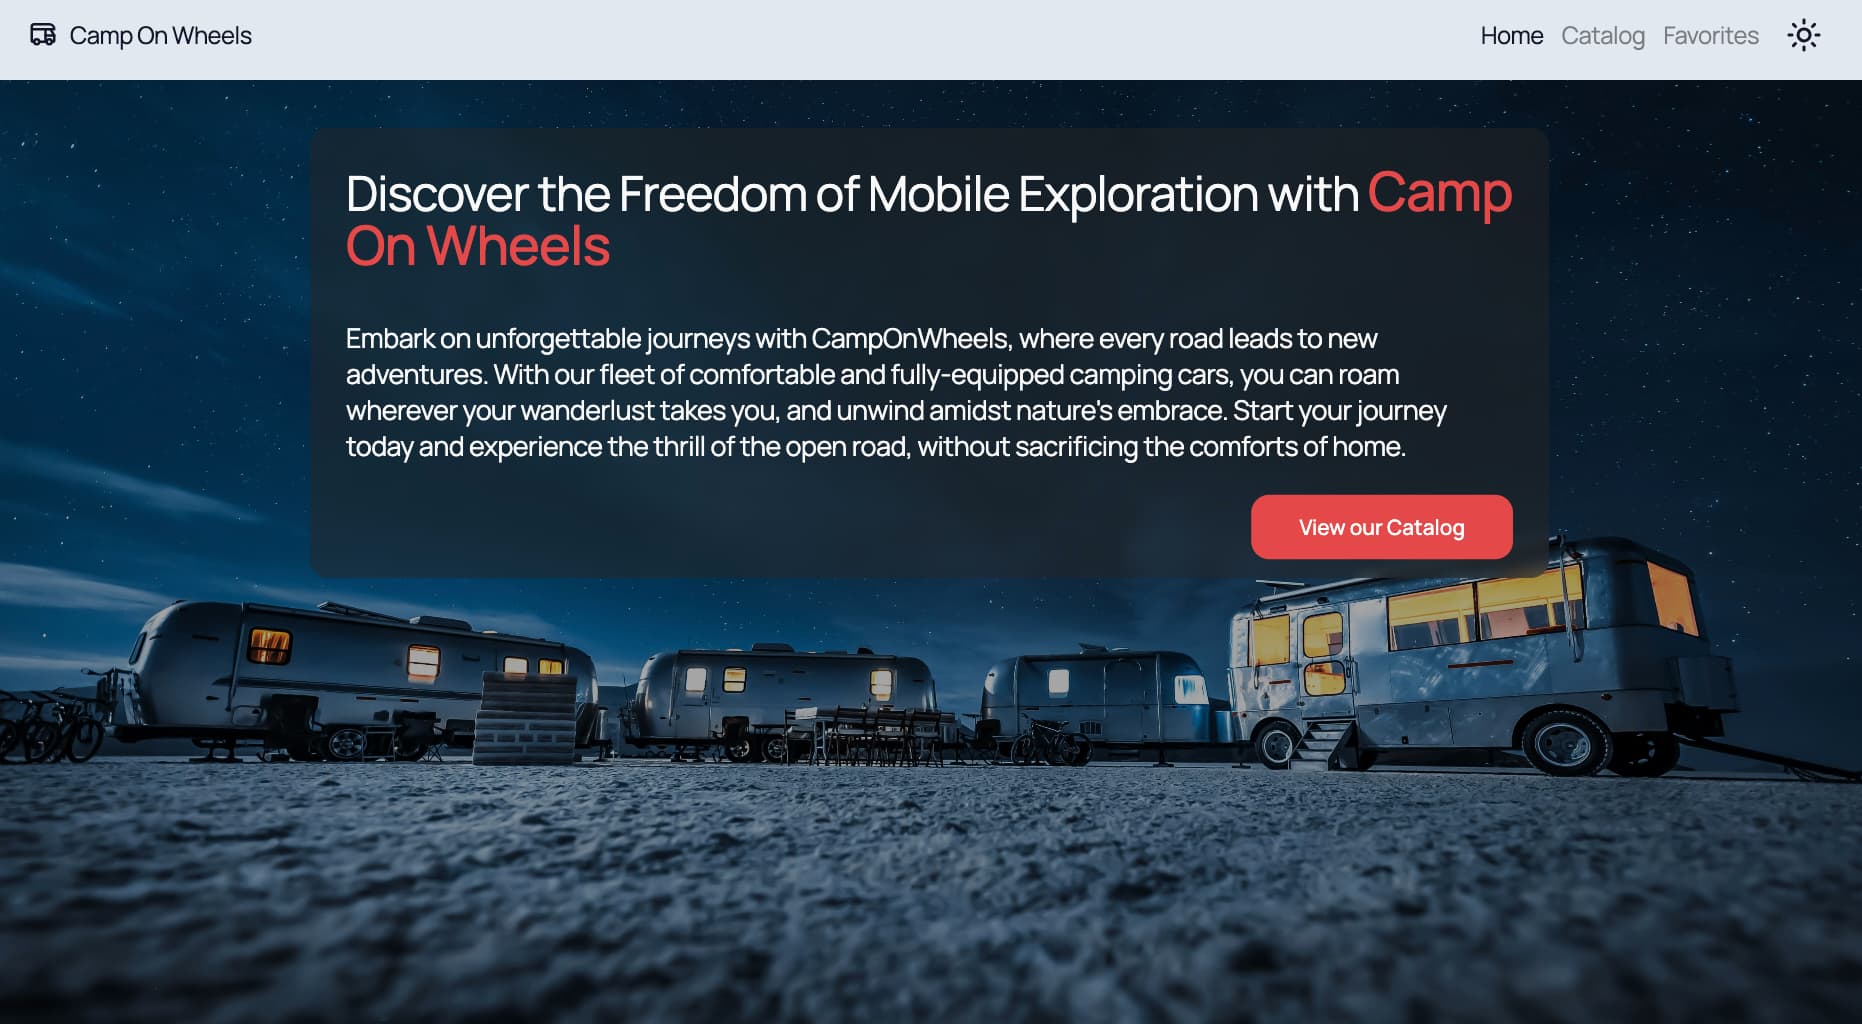 Camp On Wheels
Home Catalog Favorites
Discover the Freedom of Mobile Exploration with Camp
On Wheels
Embark on unforgettable journeys with CampOnWheels, where every road leads to new
adventures. With our fleet of comfortable and fully-equipped camping cars, you can roam
wherever your wanderlust takes you, and unwind amidst nature's embrace. Start your journey
today and experience the thrill of the open road, without sacrificing the comforts of home.
View our Catalog